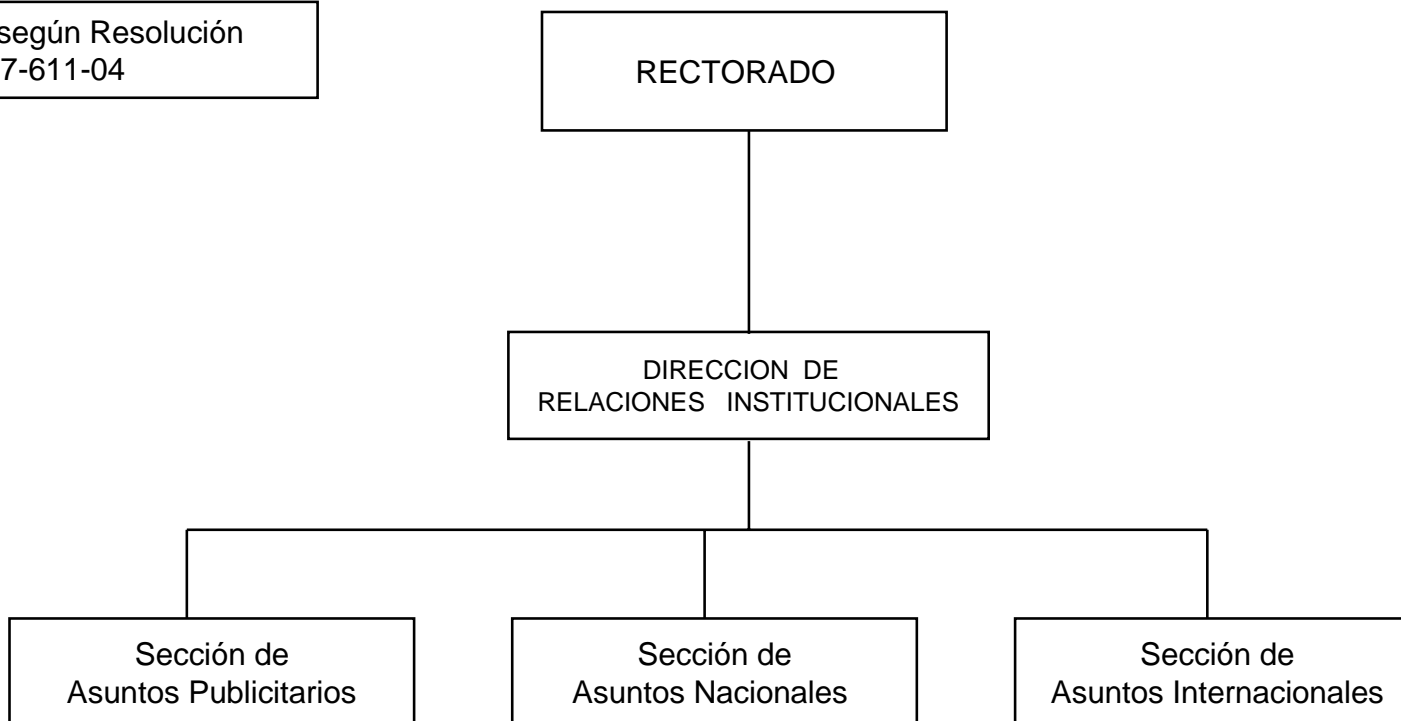 según Resolución
7-611-04
RECTORADO
DIRECCION DE
RELACIONES INSTITUCIONALES
Sección de
Asuntos Publicitarios
Sección de
Asuntos Nacionales
Sección de
Asuntos Internacionales